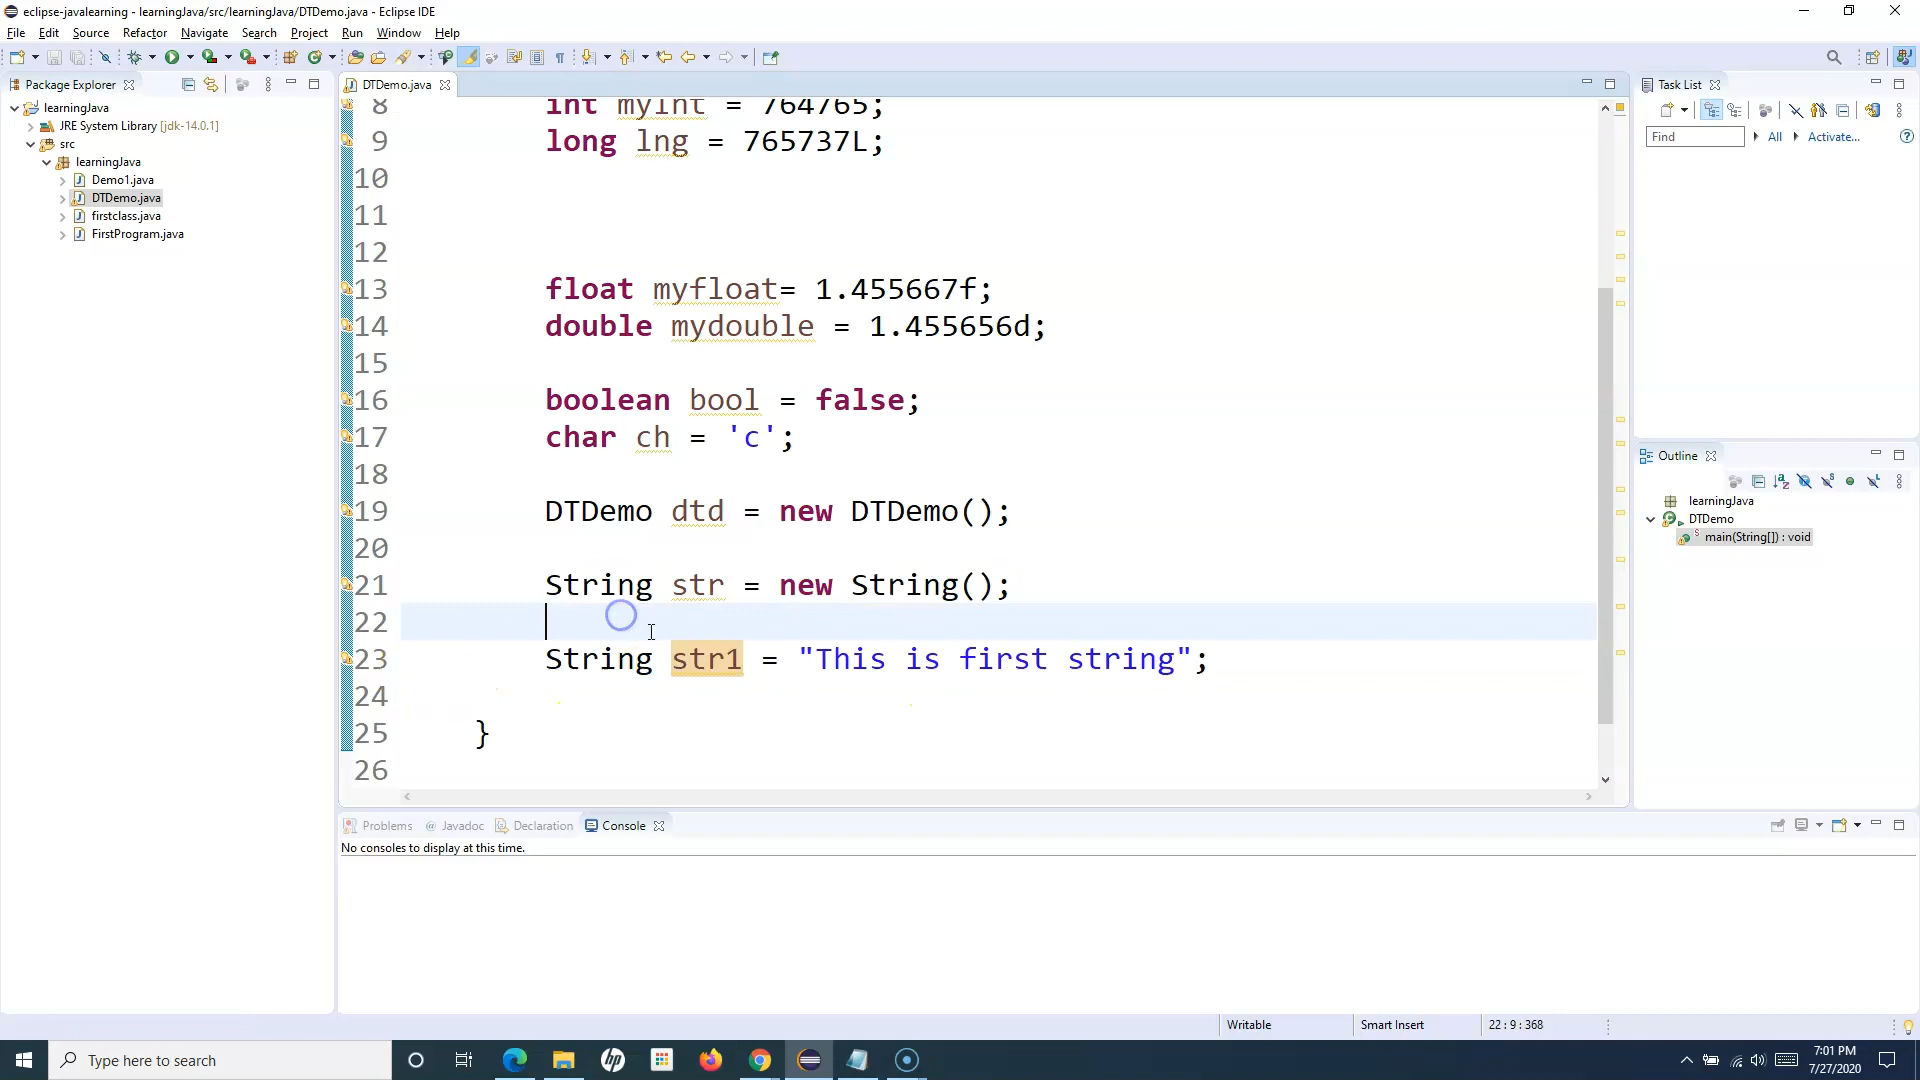 eclipse-javalearning - learningJava/src/learningJava/DTDemo.java - Eclipse IDE
File Edit Source Refactor Navigate Search Project Run Window Help
Package Explorer
learningJava
JRE System Library [jdk-14.0.1]
src
learningJava
Demo1.java
DTDemo.java
firstclass.java
FirstProgram.java
DTDemo.java
8 int myInt = 764765;
9 long lng = 765737L;
10
11
12
13 float myfloat= 1.455667f;
14 double mydouble = 1.455656d;
15
16 boolean bool = false;
17 char ch = 'c';
18
19 DTDemo dtd = new DTDemo();
20
21 String str = new String();
22
23 String str1 = "This is first string";
24
25 }
26
Task List
Find All Activate...
Outline
learningJava
DTDemo
main(String[]) : void
Problems @ Javadoc Declaration Console
No consoles to display at this time.
Writable Smart Insert 22 : 9 : 368
Type here to search
hp
7:01 PM
7/27/2020